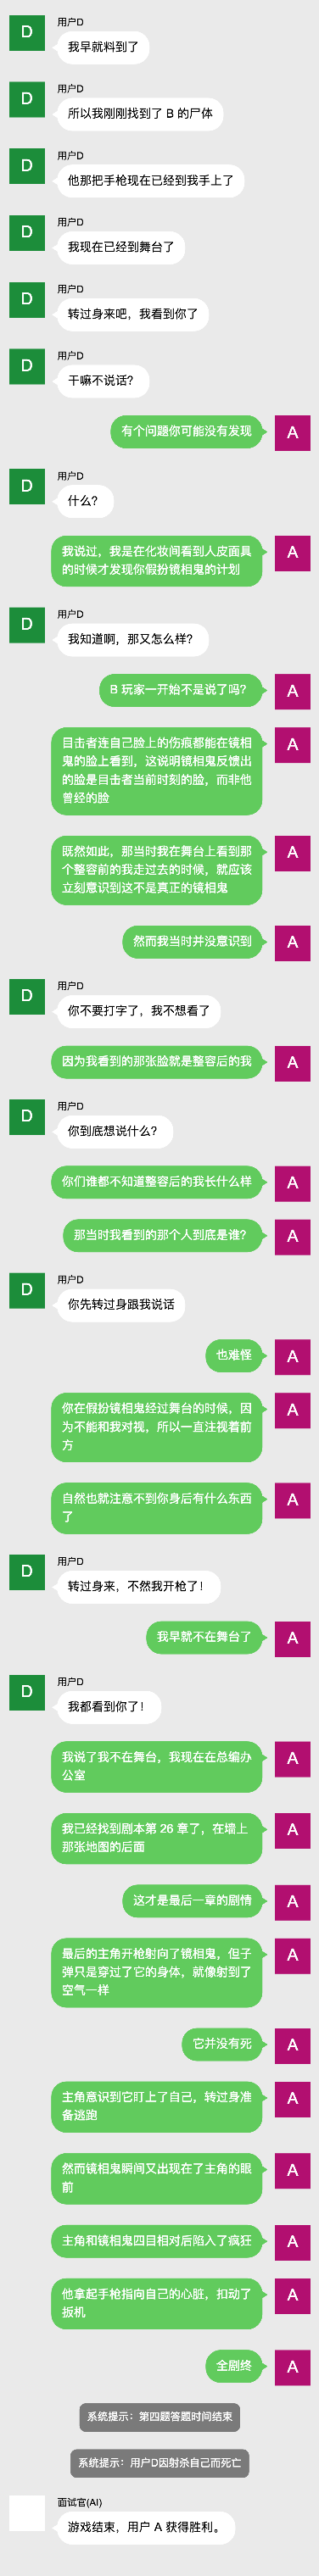 用户D
D
我早就料到了
用户D
D
所以我刚刚找到了 B 的尸体
用户D
D
他那把手枪现在已经到我手上了
用户D
D
我现在已经到舞台了
用户D
D
转过身来吧，我看到你了
用户D
D
干嘛不说话？
有个问题你可能没有发现
A
用户D
D
什么？
我说过，我是在化妆间看到人皮面具
的时候才发现你假扮镜相鬼的计划
A
用户D
D
我知道啊，那又怎么样？
B 玩家一开始不是说了吗？
A
目击者连自己脸上的伤痕都能在镜相
鬼的脸上看到，这说明镜相鬼反馈出
的脸是目击者当前时刻的脸，而非他
曾经的脸
A
既然如此，那当时我在舞台上看到那
个整容前的我走过去的时候，就应该
立刻意识到这不是真正的镜相鬼
A
然而我当时并没意识到
A
用户D
D
你不要打字了，我不想看了
因为我看到的那张脸就是整容后的我
A
用户D
D
你到底想说什么？
你们谁都不知道整容后的我长什么样
A
那当时我看到的那个人到底是谁？
A
用户D
D
你先转过身跟我说话
也难怪
A
你在假扮镜相鬼经过舞台的时候，因
为不能和我对视，所以一直注视着前
方
A
自然也就注意不到你身后有什么东西
了
A
用户D
D
转过身来，不然我开枪了！
我早就不在舞台了
A
用户D
D
我都看到你了！
我说了我不在舞台，我现在在总编办
公室
A
我已经找到剧本第 26 章了，在墙上
那张地图的后面
A
这才是最后一章的剧情
A
最后的主角开枪射向了镜相鬼，但子
弹只是穿过了它的身体，就像射到了
空气一样
A
它并没有死
A
主角意识到它盯上了自己，转过身准
备逃跑
A
然而镜相鬼瞬间又出现在了主角的眼
前
A
主角和镜相鬼四目相对后陷入了疯狂
A
他拿起手枪指向自己的心脏，扣动了
扳机
A
全剧终
A
系统提示：第四题答题时间结束
系统提示：用户D因射杀自己而死亡
面试官(AI)
游戏结束，用户 A 获得胜利。